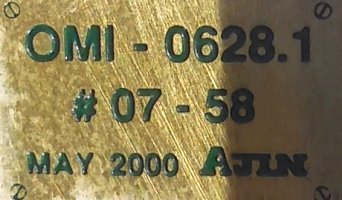 OMI - 0628.1
# 07 - 58
MAY 2000 AJIN